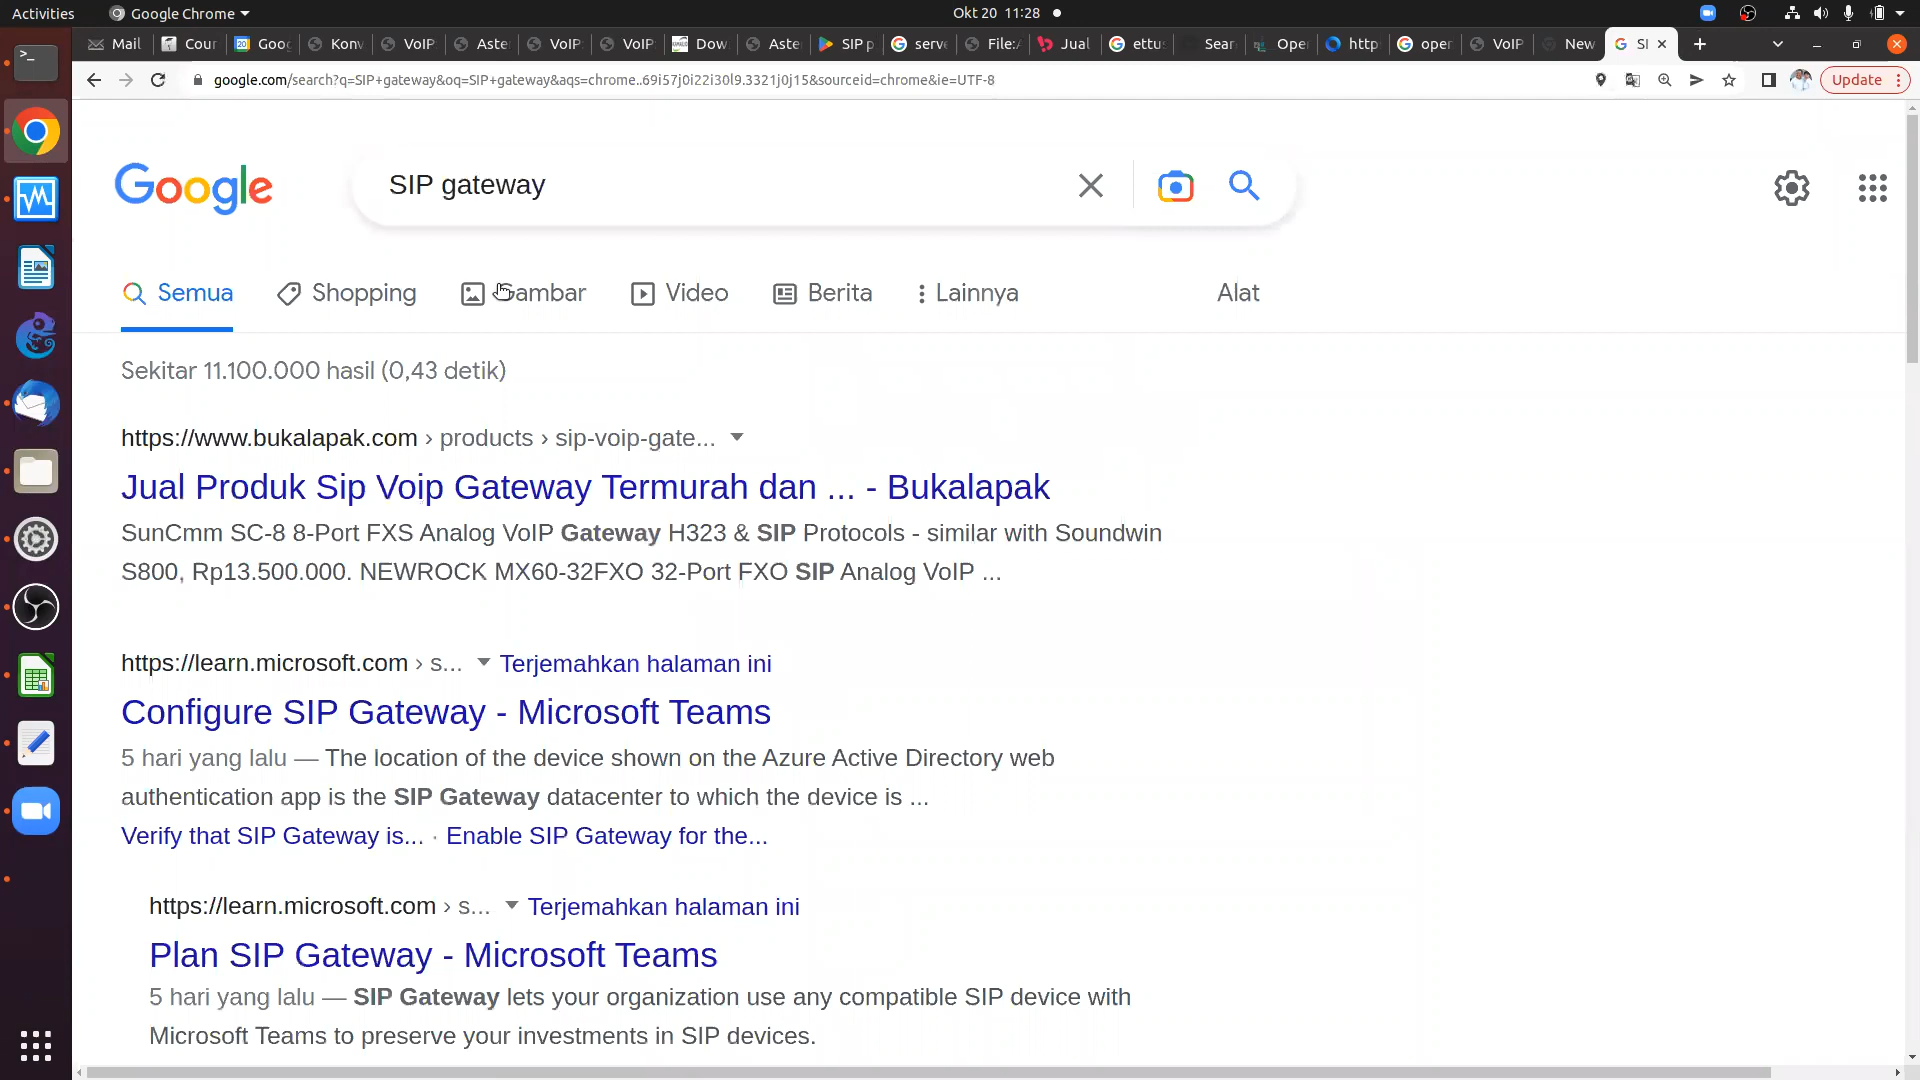 Activities
Google Chrome
Okt 20 11:28
Mail
Cour
Goog
Konv
VoIP
Aste
VoIP
VoIP
Dow
Aste
SIP p
serv
File:/
Jual
ettus
Sear
Oper
http
oper
VoIP
New
SI
google.com/search?q=SIP+gateway&oq=SIP+gateway&aqs=chrome..69i57j0i22i30l9.3321j0j15&sourceid=chrome&ie=UTF-8
Update
Google
SIP gateway
Semua
Shopping
Gambar
Video
Berita
Lainnya
Alat
Sekitar 11.100.000 hasil (0,43 detik)
https://www.bukalapak.com › products › sip-voip-gate...
Jual Produk Sip Voip Gateway Termurah dan ... - Bukalapak
SunCmm SC-8 8-Port FXS Analog VoIP Gateway H323 & SIP Protocols - similar with Soundwin
S800, Rp13.500.000. NEWROCK MX60-32FXO 32-Port FXO SIP Analog VoIP ...
https://learn.microsoft.com › s... Terjemahkan halaman ini
Configure SIP Gateway - Microsoft Teams
5 hari yang lalu — The location of the device shown on the Azure Active Directory web
authentication app is the SIP Gateway datacenter to which the device is ...
Verify that SIP Gateway is... · Enable SIP Gateway for the...
https://learn.microsoft.com › s... Terjemahkan halaman ini
Plan SIP Gateway - Microsoft Teams
5 hari yang lalu — SIP Gateway lets your organization use any compatible SIP device with
Microsoft Teams to preserve your investments in SIP devices.